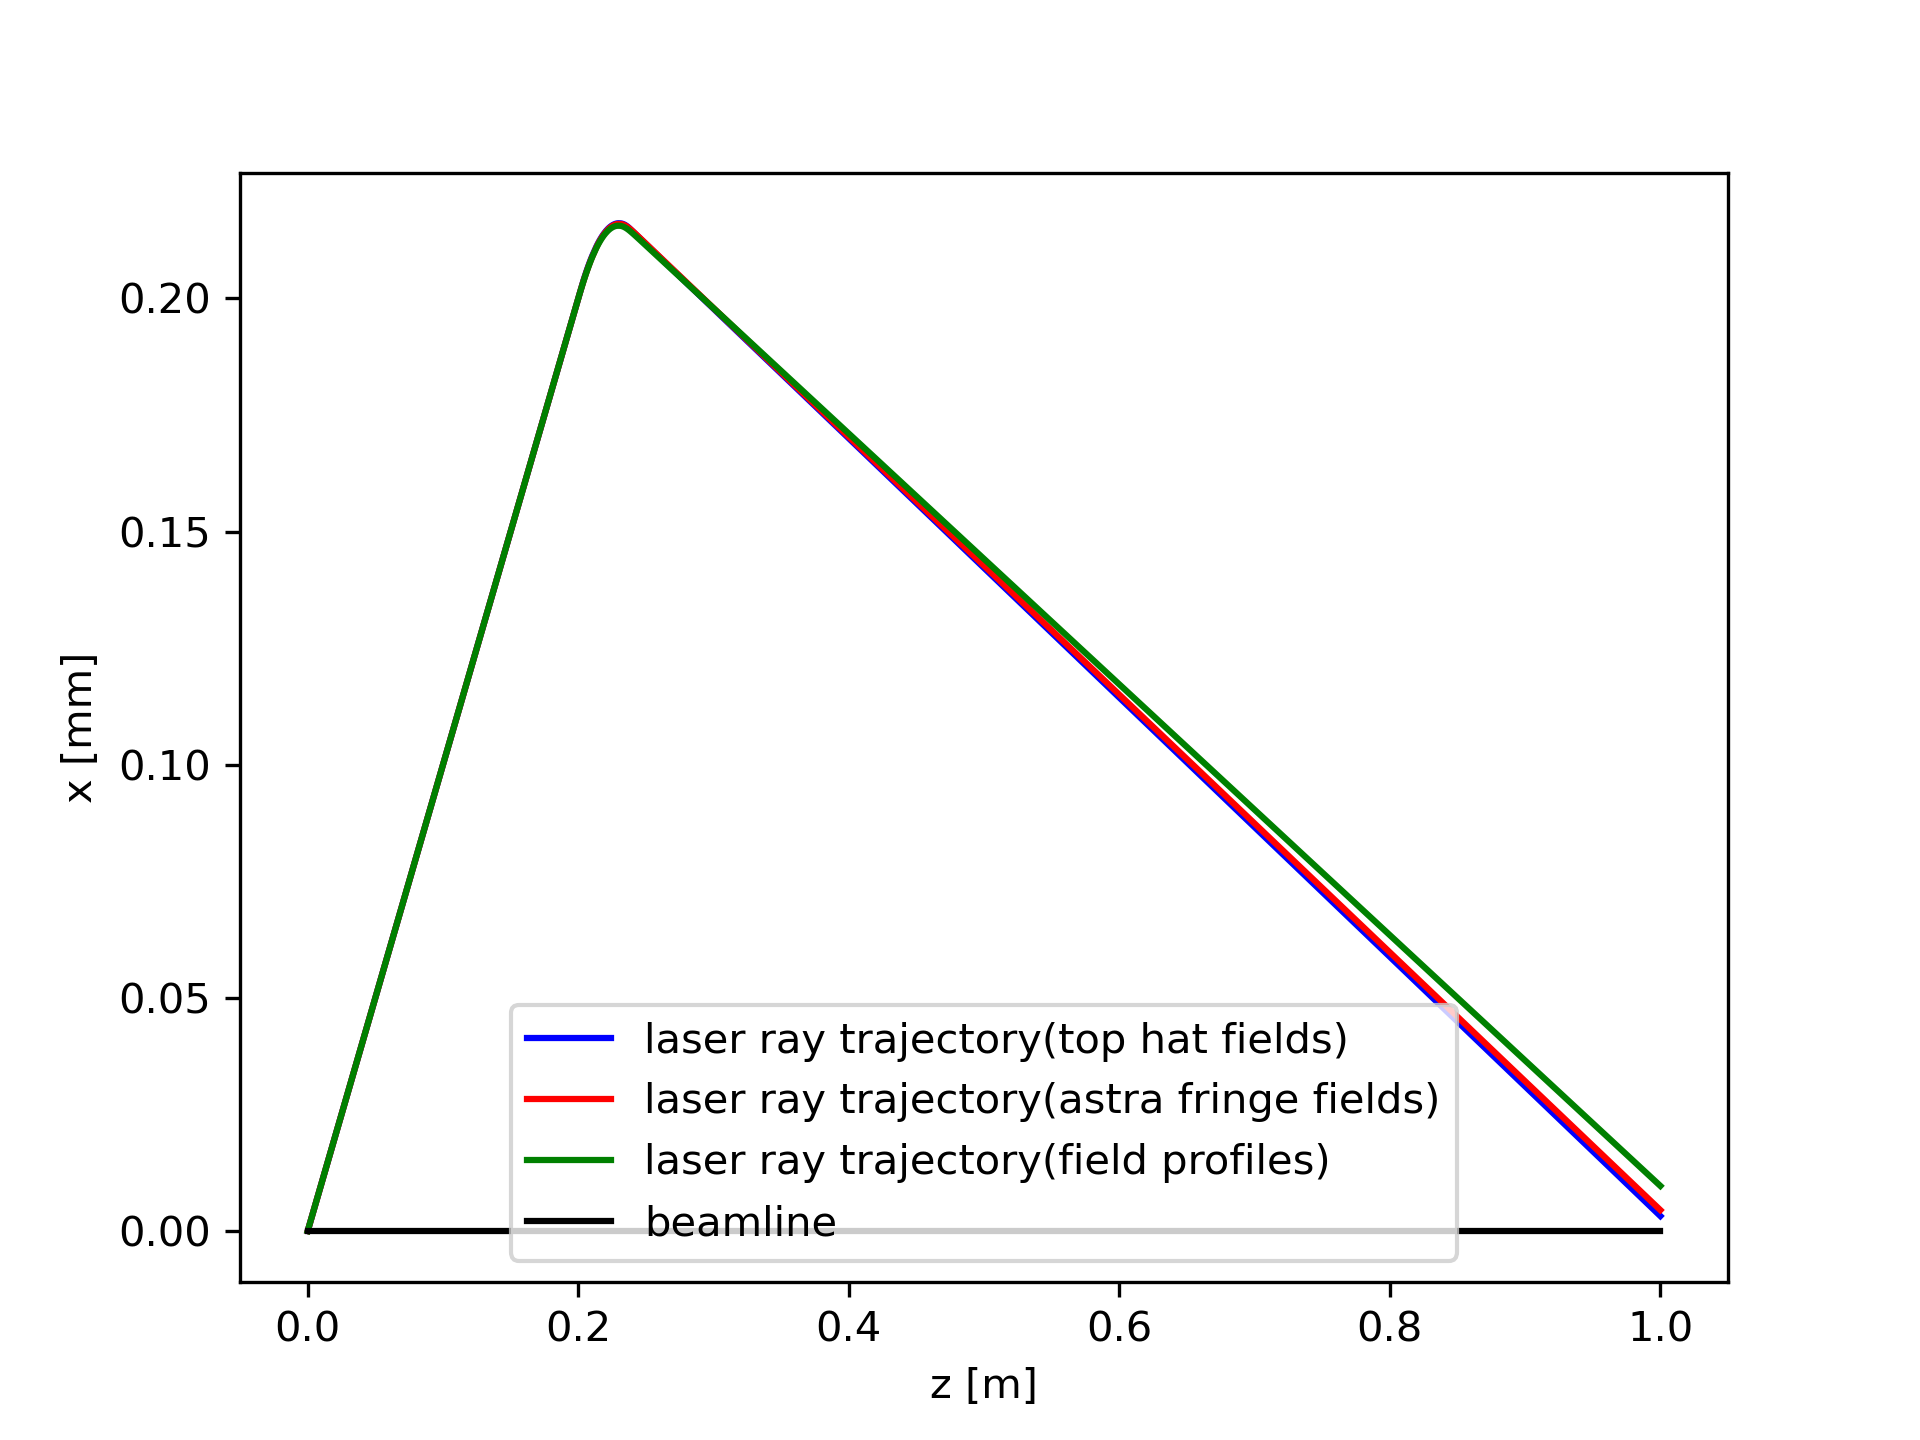 x [mm]
0.20
0.15
0.10
0.05
0.00
laser ray trajectory(top hat fields)
laser ray trajectory(astra fringe fields)
laser ray trajectory(field profiles)
beamline
0.0 0.2 0.4 0.6 0.8 1.0
z [m]